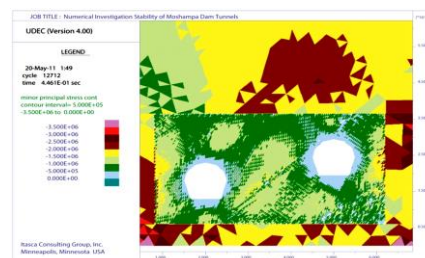 JOB TITLE : Numerical Investigation Stability of Moshampa Dam Tunnels
UDEC (Version 4.00)
LEGEND
20-May-11 1:49
cycle 12712
time 4.461E-01 sec
minor principal stress cont
contour interval= 5.000E+05
-3.500E+06 to 0.000E+00
-3.500E+06
-3.000E+06
-2.500E+06
-2.000E+06
-1.500E+06
-1.000E+06
-5.000E+05
0.000E+00
Itasca Consulting Group, Inc.
Minneapolis, Minnesota USA